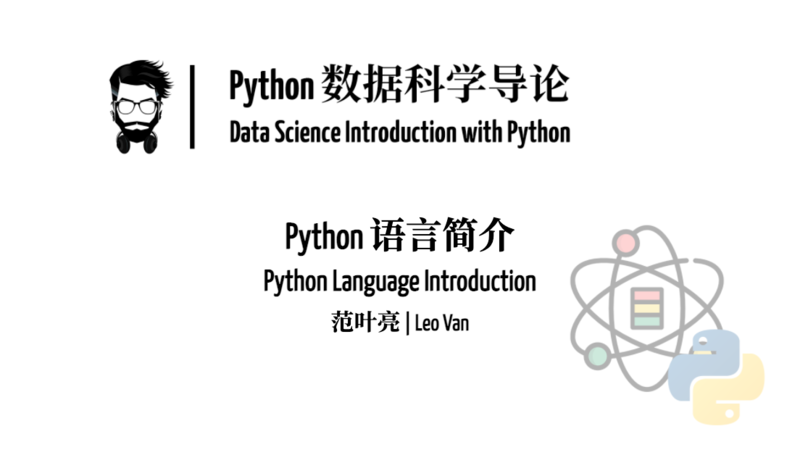 Python 数据科学导论
Data Science Introduction with Python
Python 语言简介
Python Language Introduction
范叶亮 | Leo Van